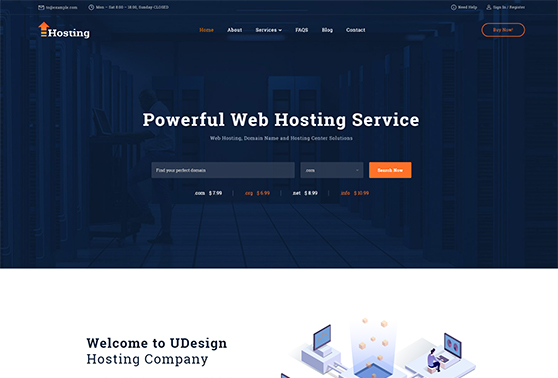 to@example.com Mon - Sat 8.00 - 18.00, Sunday CLOSED Need Help Sign In / Register
Hosting Home About Services FAQS Blog Contact Buy Now!
Powerful Web Hosting Service
Web Hosting, Domain Name and Hosting Center Solutions
Find your perfect domain .com Search Now
com $ 7.99 org $ 6.99 net $ 8.99 info $ 10.99
Welcome to UDesign
Hosting Company